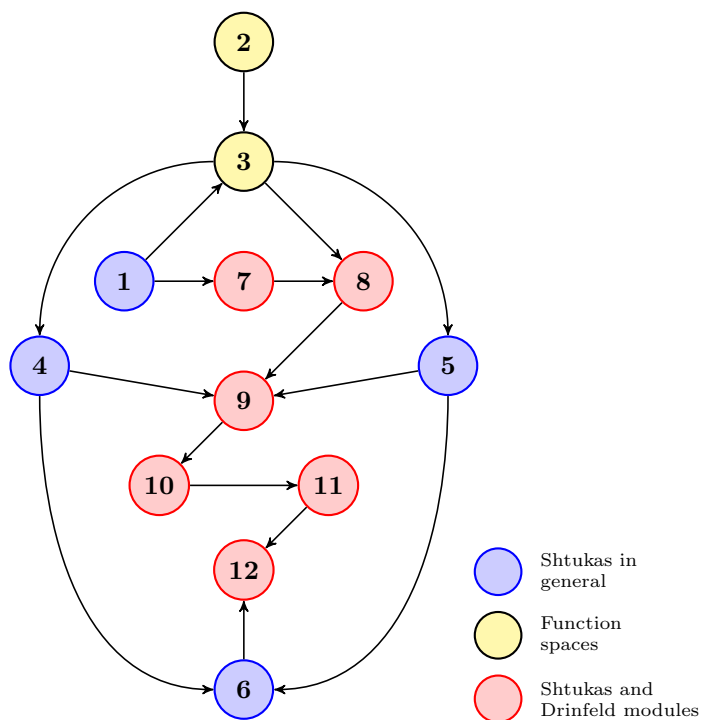 2
3
1 7 8
4 5
9
10 11
12
6
Shtukas in
general
Function
spaces
Shtukas and
Drinfeld modules